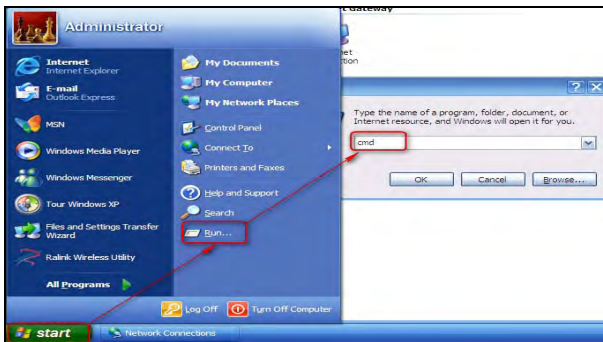 Administrator
Internet
Internet Explorer
E-mail
Outlook Express
MSN
Windows Media Player
Windows Messenger
Tour Windows XP
Files and Settings Transfer
Wizard
Ralink Wireless Utility
All Programs
My Documents
My Computer
My Network Places
Control Panel
Connect To
Printers and Faxes
Help and Support
Search
Run...
Log Off
Turn Off Computer
start
Network Connections
Gateway
Type the name of a program, folder, document, or
Internet resource, and Windows will open it for you.
cmd
OK
Cancel
Browse...